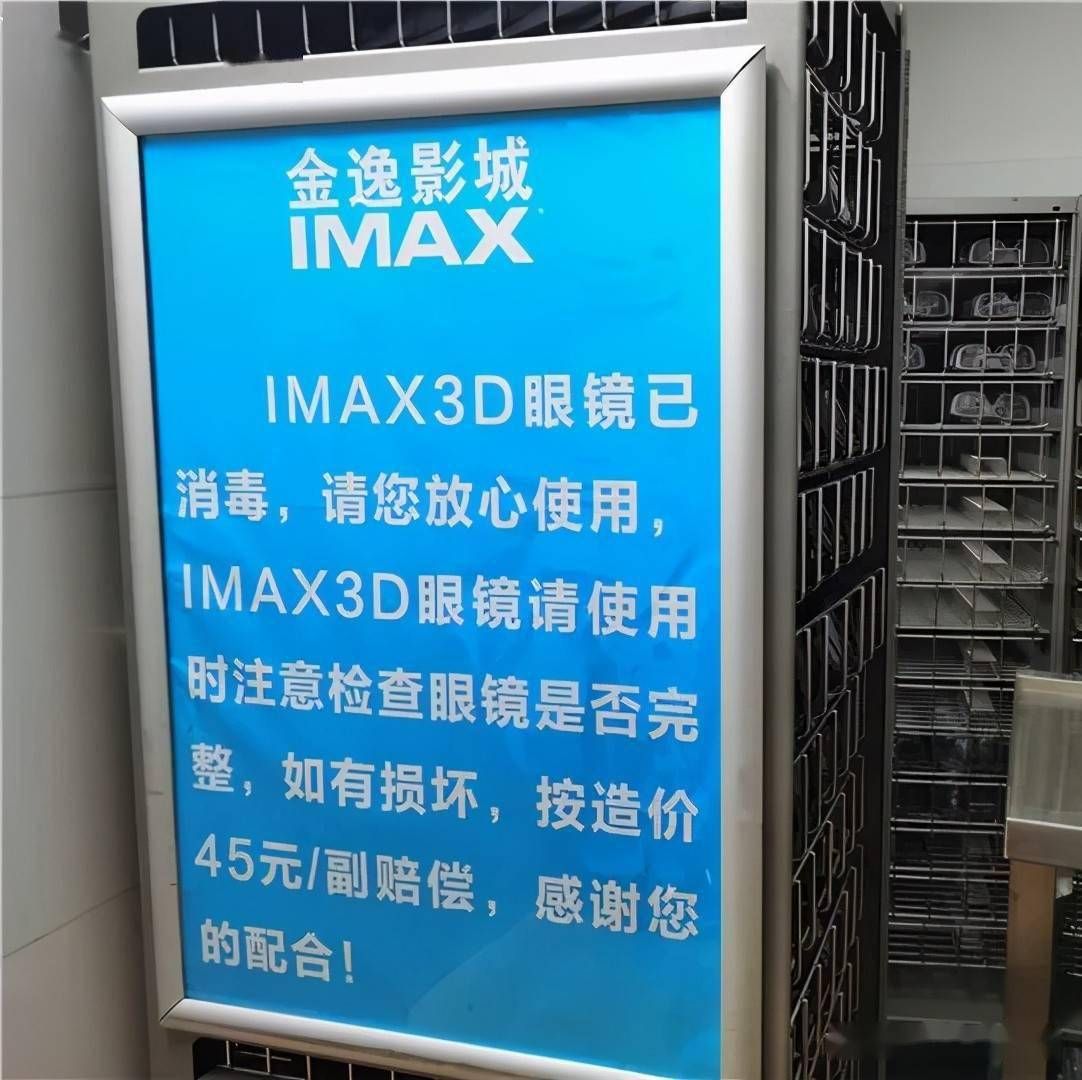 金逸影城
IMAX
IMAX3D眼镜已
消毒，请您放心使用，
IMAX3D眼镜请使用
时注意检查眼镜是否完
整，如有损坏，按造价
45元/副赔偿，感谢您
的配合！